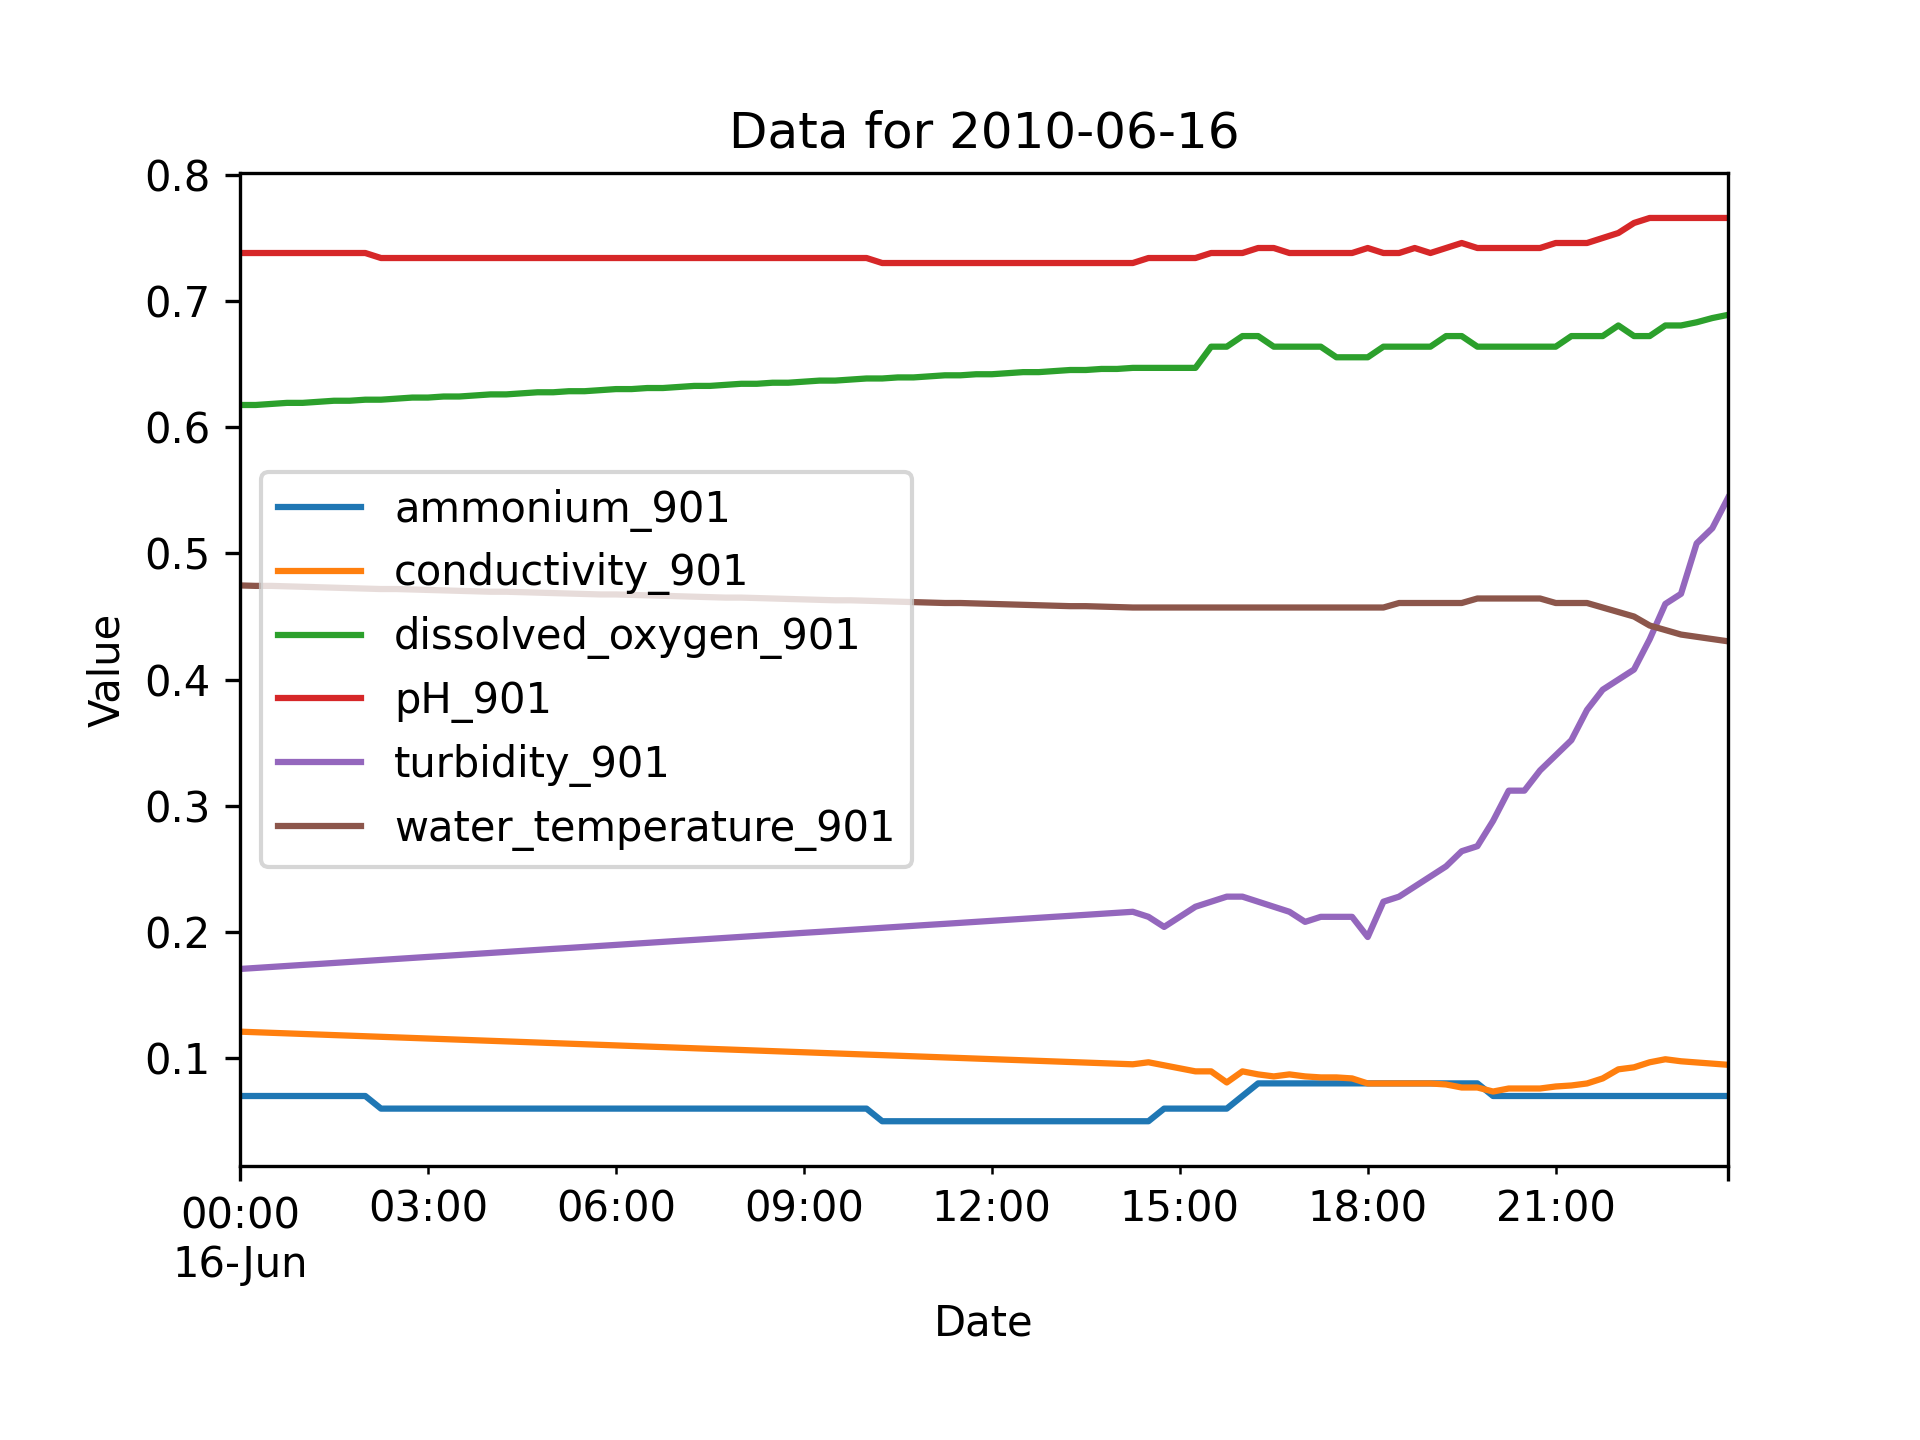 Data for 2010-06-16
0.8
0.7
0.6
0.5
0.4
0.3
0.2
0.1
Value
ammonium_901
conductivity_901
dissolved_oxygen_901
pH_901
turbidity_901
water_temperature_901
00:00 03:00 06:00 09:00 12:00 15:00 18:00 21:00
16-Jun
Date